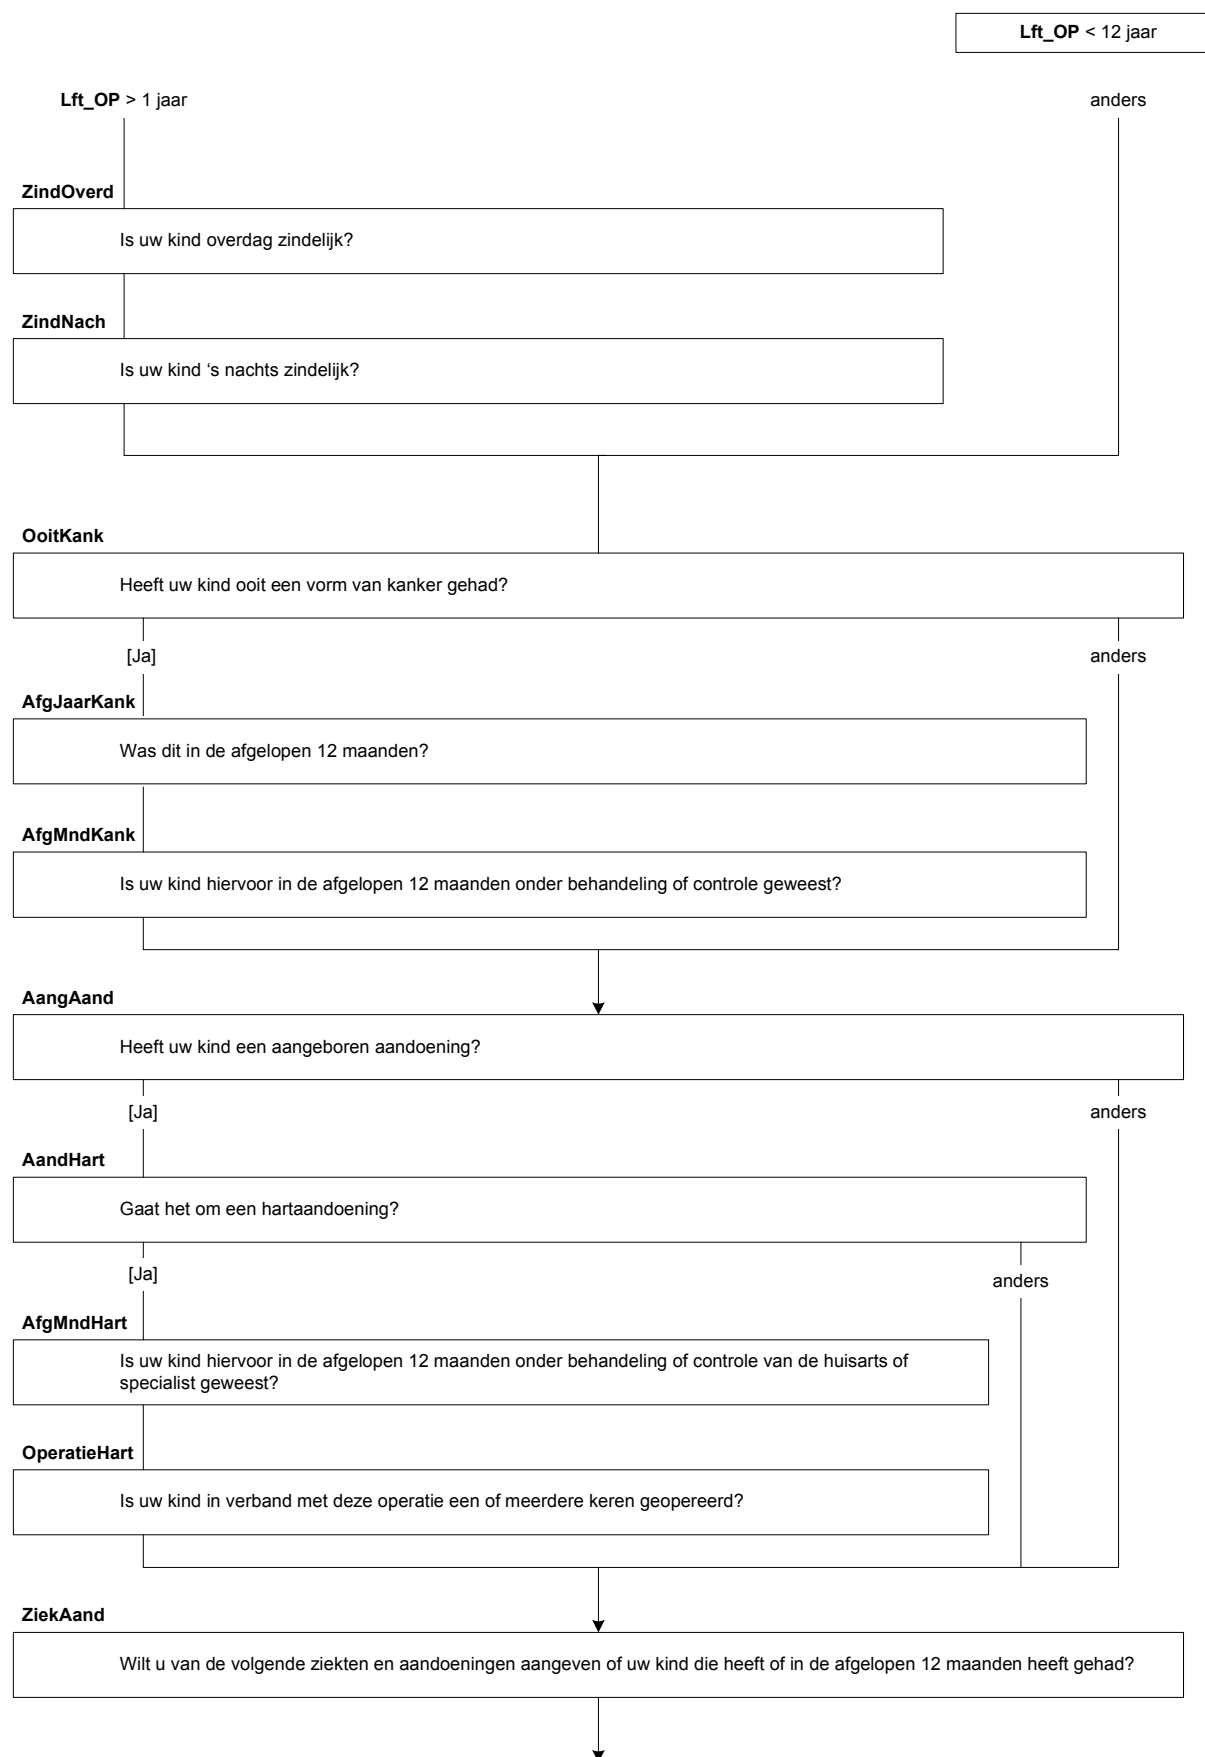 Lft_OP < 12 jaar
Lft_OP > 1 jaar
anders
ZindOverd
Is uw kind overdag zindelijk?
ZindNach
Is uw kind ‘s nachts zindelijk?
OoitKank
Heeft uw kind ooit een vorm van kanker gehad?
[Ja]
anders
AfgJaarKank
Was dit in de afgelopen 12 maanden?
AfgMndKank
Is uw kind hiervoor in de afgelopen 12 maanden onder behandeling of controle geweest?
AangAand
Heeft uw kind een aangeboren aandoening?
[Ja]
anders
AandHart
Gaat het om een hartaandoening?
[Ja]
anders
AfgMndHart
Is uw kind hiervoor in de afgelopen 12 maanden onder behandeling of controle van de huisarts of
specialist geweest?
OperatieHart
Is uw kind in verband met deze operatie een of meerdere keren geopereerd?
ZiekAand
Wilt u van de volgende ziekten en aandoeningen aangeven of uw kind die heeft of in de afgelopen 12 maanden heeft gehad?